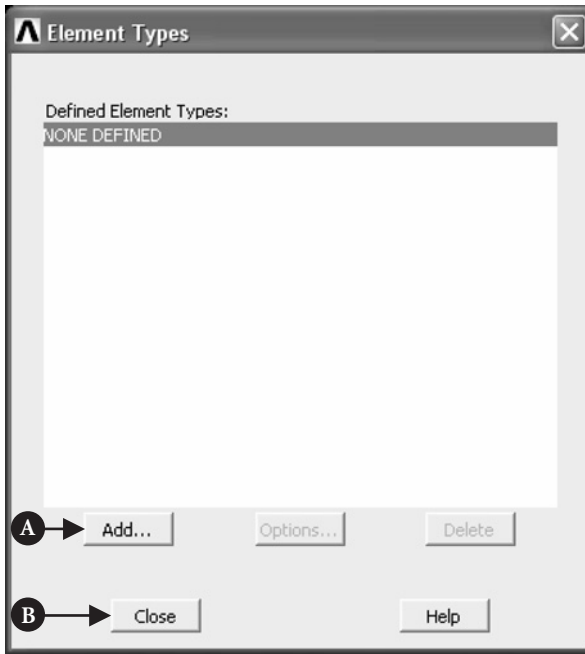 Element Types
Defined Element Types:
NONE DEFINED
A Add... Options... Delete
B Close Help